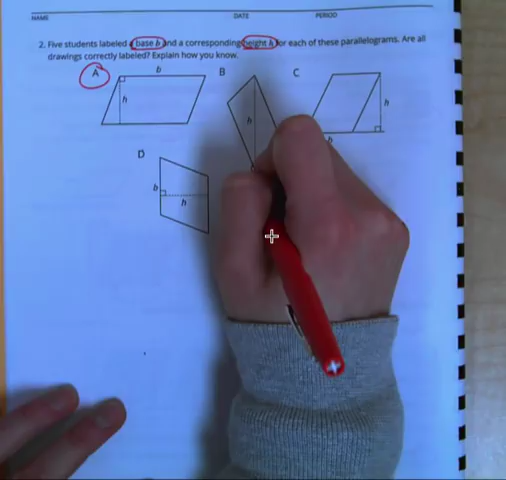 NAME DATE PERIOD
2. Five students labeled a base b and a corresponding height h for each of these parallelograms. Are all
drawings correctly labeled? Explain how you know.
A b B C
h h h
b
D
b
h